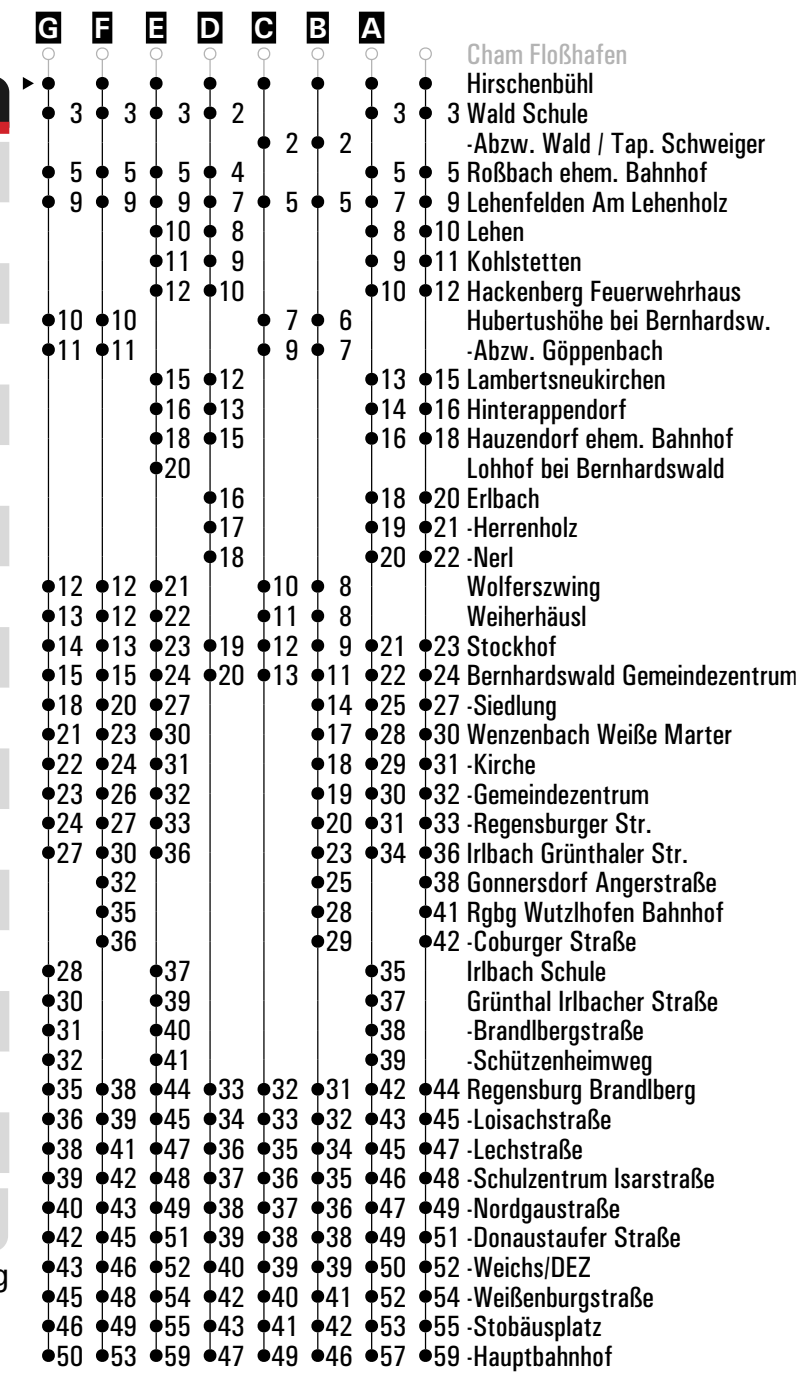 G F E D C B A
Cham Floßhafen
Hirschenbühl
3 3 3 2 3 3 Wald Schule
2 2 -Abzw. Wald / Tap. Schweiger
5 5 5 4 5 5 Roßbach ehem. Bahnhof
9 9 9 7 5 5 7 9 Lehenfelden Am Lehenholz
10 8 8 10 Lehen
11 9 9 11 Kohlstetten
12 10 10 12 Hackenberg Feuerwehrhaus
10 10 7 6 Hubertushöhe bei Bernhardsw.
11 11 9 7 -Abzw. Göppenbach
15 12 13 15 Lambertsneukirchen
16 13 14 16 Hinterappendorf
18 15 16 18 Hauzendorf ehem. Bahnhof
20 Lohhof bei Bernhardswald
16 18 20 Erlbach
17 19 21 -Herrenholz
18 20 22 -Nerl
12 12 21 10 8 Wolferszwing
13 12 22 11 8 Weiherhäusl
14 13 23 19 12 9 21 23 Stockhof
15 15 24 20 13 11 22 24 Bernhardswald Gemeindezentrum
18 20 27 14 25 27 -Siedlung
21 23 30 17 28 30 Wenzenbach Weiße Marter
22 24 31 18 29 31 -Kirche
23 26 32 19 30 32 -Gemeindezentrum
24 27 33 20 31 33 -Regensburger Str.
27 30 36 23 34 36 Irlbach Grünthaler Str.
32 25 38 Gonnersdorf Angerstraße
35 28 41 Rgbg Wutzlhofen Bahnhof
36 29 42 -Coburger Straße
28 37 35 Irlbach Schule
30 39 37 Grünthal Irlbacher Straße
31 40 38 -Brandlbergstraße
32 41 39 -Schützenheimweg
35 38 44 33 32 31 42 44 Regensburg Brandlberg
36 39 45 34 33 32 43 45 -Loisachstraße
38 41 47 36 35 34 45 47 -Lechstraße
39 42 48 37 36 35 46 48 -Schulzentrum Isarstraße
40 43 49 38 37 36 47 49 -Nordgaustraße
42 45 51 39 38 38 49 51 -Donaustaufer Straße
43 46 52 40 39 39 50 52 -Weichs/DEZ
45 48 54 42 40 41 52 54 -Weißenburgstraße
46 49 55 43 41 42 53 55 -Stobäusplatz
50 53 59 47 49 46 57 59 -Hauptbahnhof